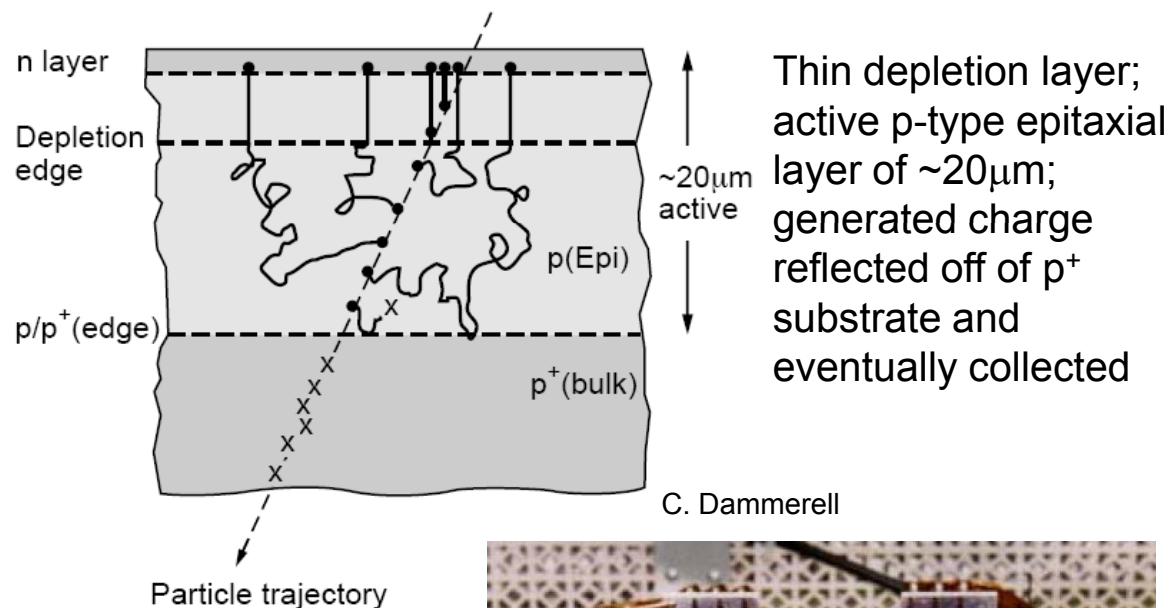 n layer
Depletion
edge
p/p+(edge)
~20μm
active
p(Epi)
p+(bulk)
x
x
x
x
x
x
x
Particle trajectory
Thin depletion layer;
active p-type epitaxial
layer of ~20μm;
generated charge
reflected off of p+
substrate and
eventually collected
C. Dammerell